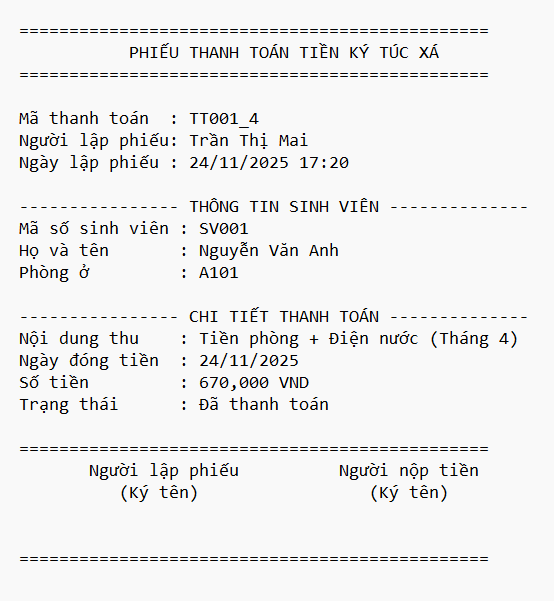 ===============================================
PHIẾU THANH TOÁN TIỀN KÝ TÚC XÁ
===============================================
Mã thanh toán  : TT001_4
Người lập phiếu: Trần Thị Mai
Ngày lập phiếu : 24/11/2025 17:20
---------------- THÔNG TIN SINH VIÊN --------------
Mã số sinh viên : SV001
Họ và tên       : Nguyễn Văn Anh
Phòng ở         : A101
---------------- CHI TIẾT THANH TOÁN --------------
Nội dung thu    : Tiền phòng + Điện nước (Tháng 4)
Ngày đóng tiền  : 24/11/2025
Số tiền         : 670,000 VND
Trạng thái      : Đã thanh toán
===============================================
Người lập phiếu          Người nộp tiền
(Ký tên)                 (Ký tên)
===============================================